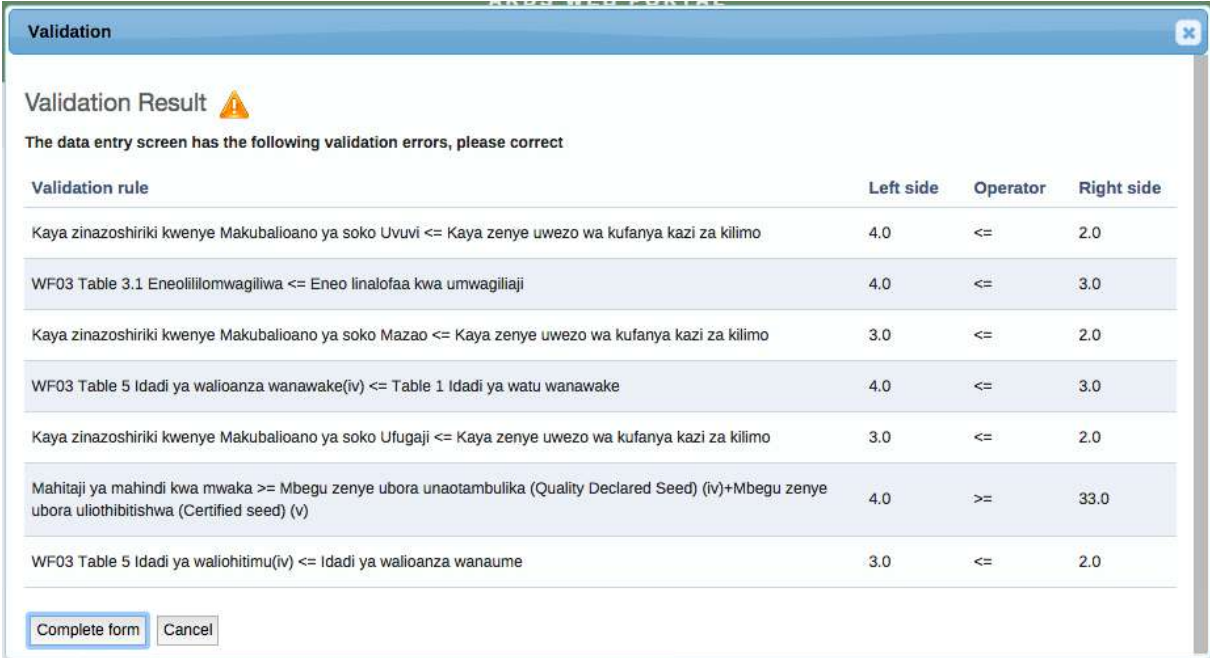 ARDS WEB PORTAL
Validation
Validation Result
The data entry screen has the following validation errors, please correct
Validation rule Left side Operator Right side
Kaya zinazoshiriki kwenye Makubalioano ya soko Uvuvi <= Kaya zenye uwezo wa kufanya kazi za kilimo 4.0 <= 2.0
WF03 Table 3.1 Eneolililomwagiliwa <= Eneo linalofaa kwa umwagiliaji 4.0 <= 3.0
Kaya zinazoshiriki kwenye Makubalioano ya soko Mazao <= Kaya zenye uwezo wa kufanya kazi za kilimo 3.0 <= 2.0
WF03 Table 5 Idadi ya walioanza wanawake(iv) <= Table 1 Idadi ya watu wanawake 4.0 <= 3.0
Kaya zinazoshiriki kwenye Makubalioano ya soko Ufugaji <= Kaya zenye uwezo wa kufanya kazi za kilimo 3.0 <= 2.0
Mahitaji ya mahindi kwa mwaka >= Mbegu zenye ubora unaotambulika (Quality Declared Seed) (iv)+Mbegu zenye 4.0 >= 33.0
ubora uliothibitishwa (Certified seed) (v)
WF03 Table 5 Idadi ya waliohitimu(iv) <= Idadi ya walioanza wanaume 3.0 <= 2.0
Complete form Cancel